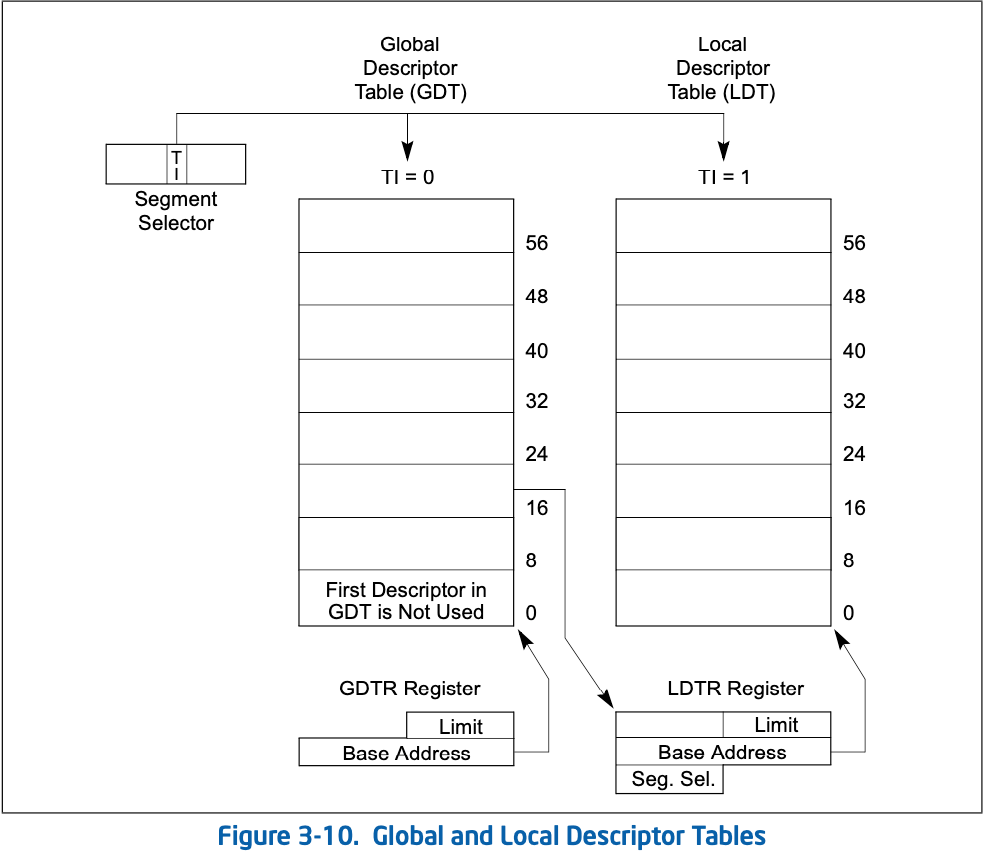 Global
Descriptor
Table (GDT)
Local
Descriptor
Table (LDT)
T
I
Segment
Selector
TI = 0
TI = 1
56
48
40
32
24
16
8
First Descriptor in
GDT is Not Used
0
56
48
40
32
24
16
8
0
GDTR Register
Limit
Base Address
LDTR Register
Limit
Base Address
Seg. Sel.
Figure 3-10. Global and Local Descriptor Tables